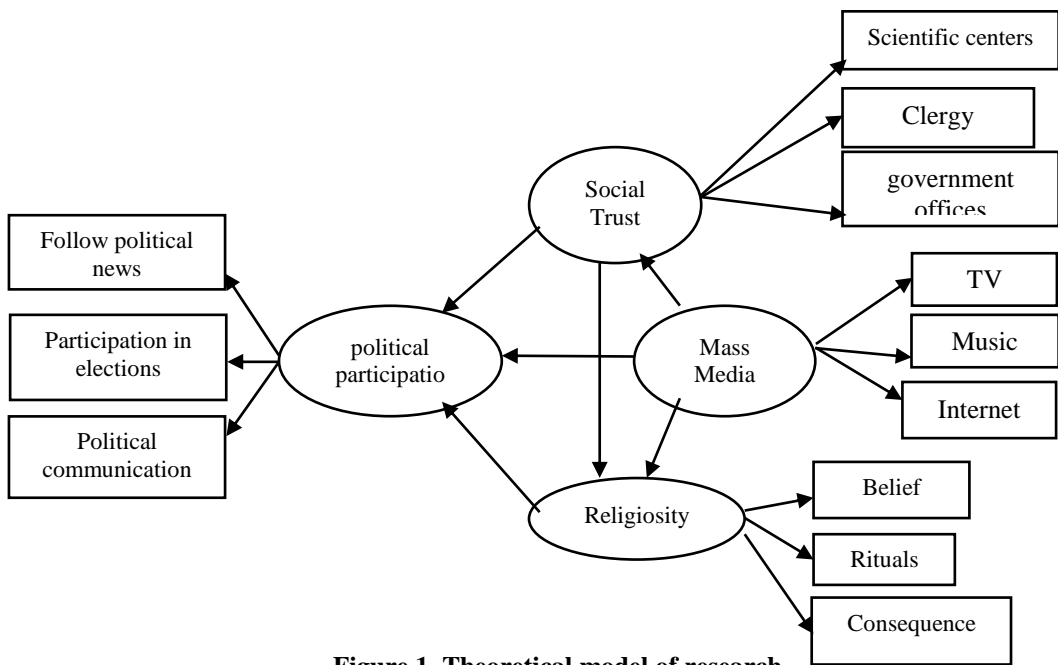 Scientific centers
Clergy
government
offices
Social
Trust
Follow political
news
TV
Participation in
elections
political
participatio
Mass
Media
Music
Internet
Political
communication
Belief
Religiosity
Rituals
Consequence
Figure 1. Theoretical model of research